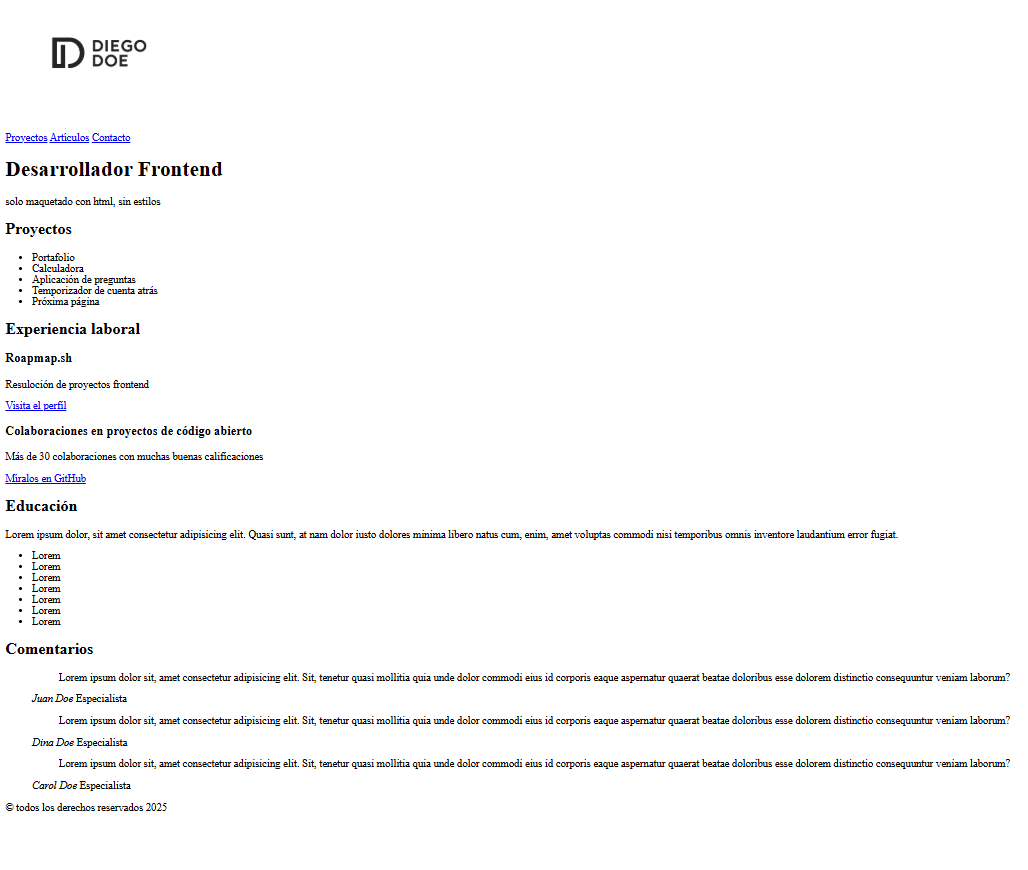 DIEGO
DOE
Proyectos Artículos Contacto
Desarrollador Frontend
solo maquetado con html, sin estilos
Proyectos
Portafolio
Calculadora
Aplicación de preguntas
Temporizador de cuenta atrás
Próxima página
Experiencia laboral
Roapmap.sh
Resuloción de proyectos frontend
Visita el perfil
Colaboraciones en proyectos de código abierto
Más de 30 colaboraciones con muchas buenas calificaciones
Míralos en GitHub
Educación
Lorem ipsum dolor, sit amet consectetur adipisicing elit. Quasi sunt, at nam dolor iusto dolores minima libero natus cum, enim, amet voluptas commodi nisi temporibus omnis inventore laudantium error fugiat.
Lorem
Lorem
Lorem
Lorem
Lorem
Lorem
Lorem
Comentarios
Lorem ipsum dolor sit, amet consectetur adipisicing elit. Sit, tenetur quasi mollitia quia unde dolor commodi eius id corporis eaque aspernatur quaerat beatae doloribus esse dolorem distinctio consequuntur veniam laborum?
Juan Doe Especialista
Lorem ipsum dolor sit, amet consectetur adipisicing elit. Sit, tenetur quasi mollitia quia unde dolor commodi eius id corporis eaque aspernatur quaerat beatae doloribus esse dolorem distinctio consequuntur veniam laborum?
Dina Doe Especialista
Lorem ipsum dolor sit, amet consectetur adipisicing elit. Sit, tenetur quasi mollitia quia unde dolor commodi eius id corporis eaque aspernatur quaerat beatae doloribus esse dolorem distinctio consequuntur veniam laborum?
Carol Doe Especialista
© todos los derechos reservados 2025